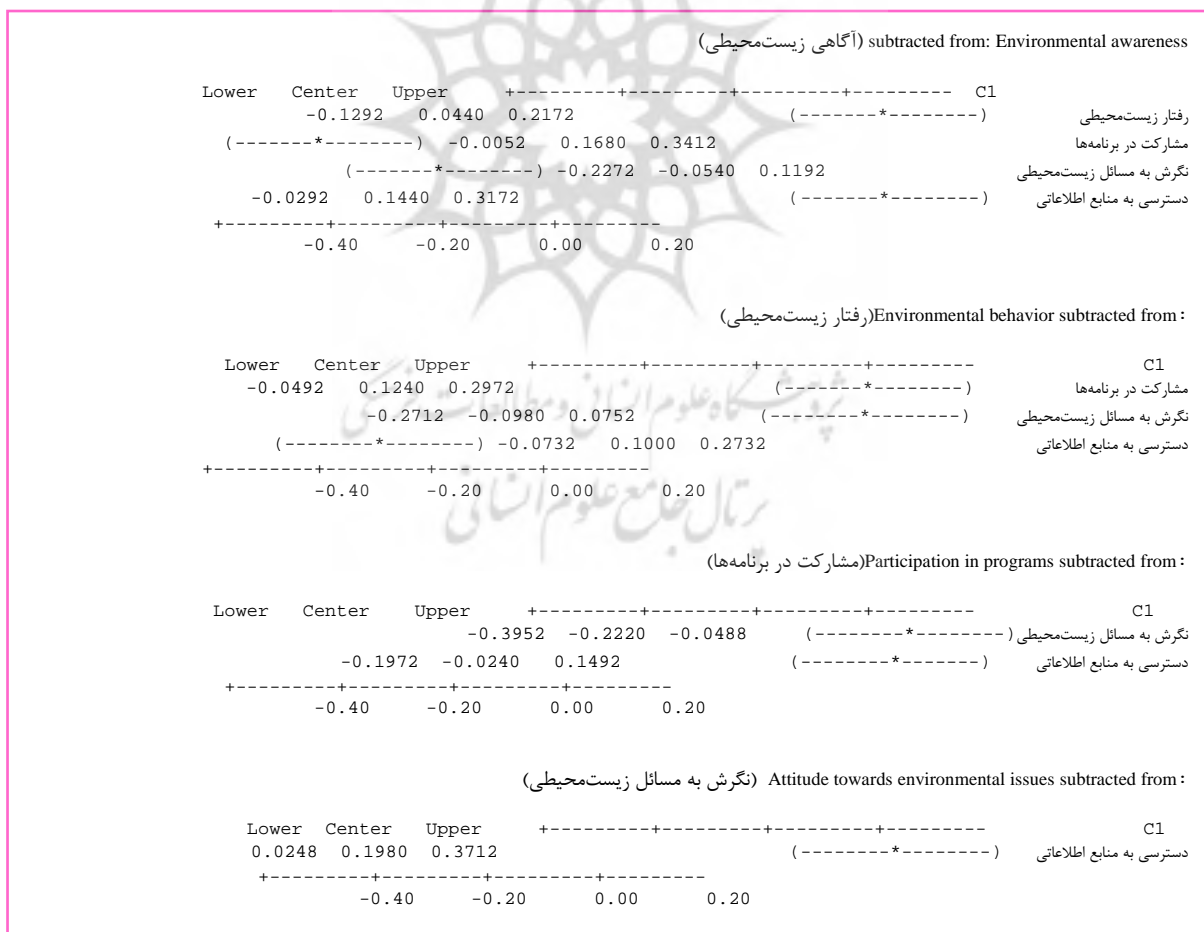 (آگاهی زیست‌محیطی) subtracted from: Environmental awareness
Lower Center Upper +---------+---------+---------+--------- C1
-0.1292 0.0440 0.2172 (-------*--------) رفتار زیست‌محیطی
(-------*--------) -0.0052 0.1680 0.3412 مشارکت در برنامه‌ها
(-------*--------) -0.2272 -0.0540 0.1192 نگرش به مسائل زیست‌محیطی
-0.0292 0.1440 0.3172 (-------*--------) دسترسی به منابع اطلاعاتی
+---------+---------+---------+---------
-0.40 -0.20 0.00 0.20
(رفتار زیست‌محیطی)Environmental behavior subtracted from:
Lower Center Upper +---------+---------+---------+--------- C1
-0.0492 0.1240 0.2972 (-------*--------) مشارکت در برنامه‌ها
-0.2712 -0.0980 0.0752 (--------*--------) نگرش به مسائل زیست‌محیطی
(--------*--------) -0.0732 0.1000 0.2732 دسترسی به منابع اطلاعاتی
+---------+---------+---------+---------
-0.40 -0.20 0.00 0.20
(مشارکت در برنامه‌ها)Participation in programs subtracted from:
Lower Center Upper +---------+---------+---------+--------- C1
-0.3952 -0.2220 -0.0488 (--------*--------) نگرش به مسائل زیست‌محیطی
-0.1972 -0.0240 0.1492 (--------*-------) دسترسی به منابع اطلاعاتی
+---------+---------+---------+---------
-0.40 -0.20 0.00 0.20
(نگرش به مسائل زیست‌محیطی) Attitude towards environmental issues subtracted from:
Lower Center Upper +---------+---------+---------+--------- C1
0.0248 0.1980 0.3712 (--------*--------) دسترسی به منابع اطلاعاتی
+---------+---------+---------+---------
-0.40 -0.20 0.00 0.20
پژوهشگاه علوم انسانی و مطالعات فرهنگی
پرتال جامع علوم انسانی